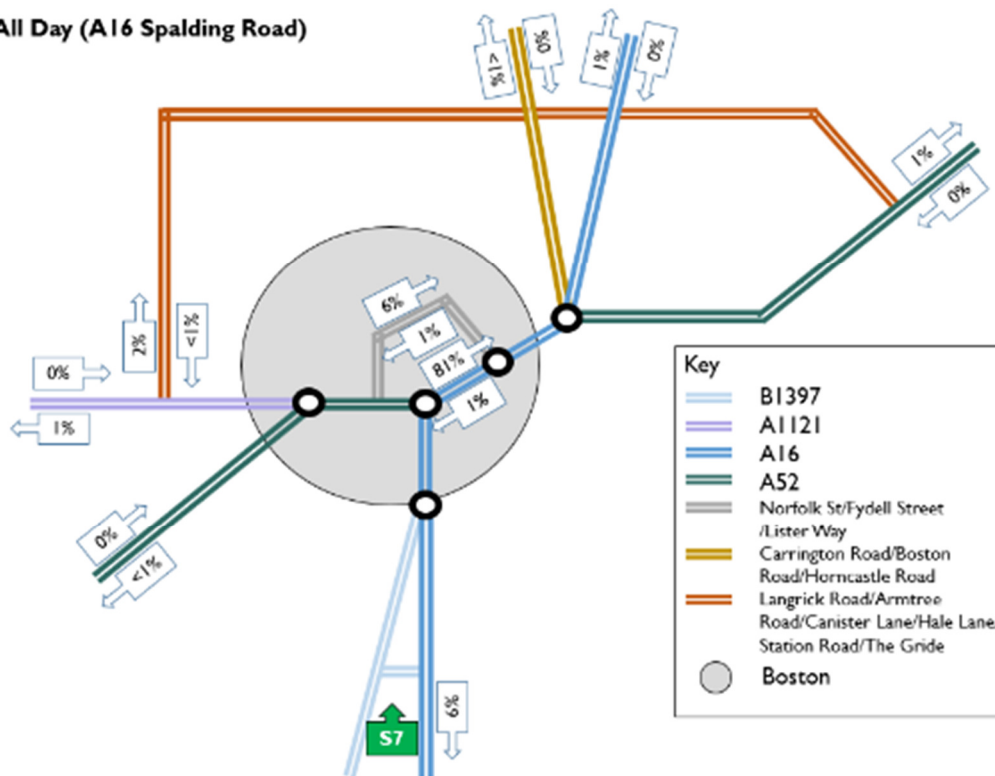 All Day (A16 Spalding Road)
<1%
0%
1%
0%
1%
0%
6%
1%
81%
1%
2%
<1%
0%
1%
0%
<1%
6%
S7
Key
B1397
A1121
A16
A52
Norfolk St/Fydell Street
/Lister Way
Carrington Road/Boston
Road/Horncastle Road
Langrick Road/Armtree
Road/Canister Lane/Hale Lane
Station Road/The Gride
Boston